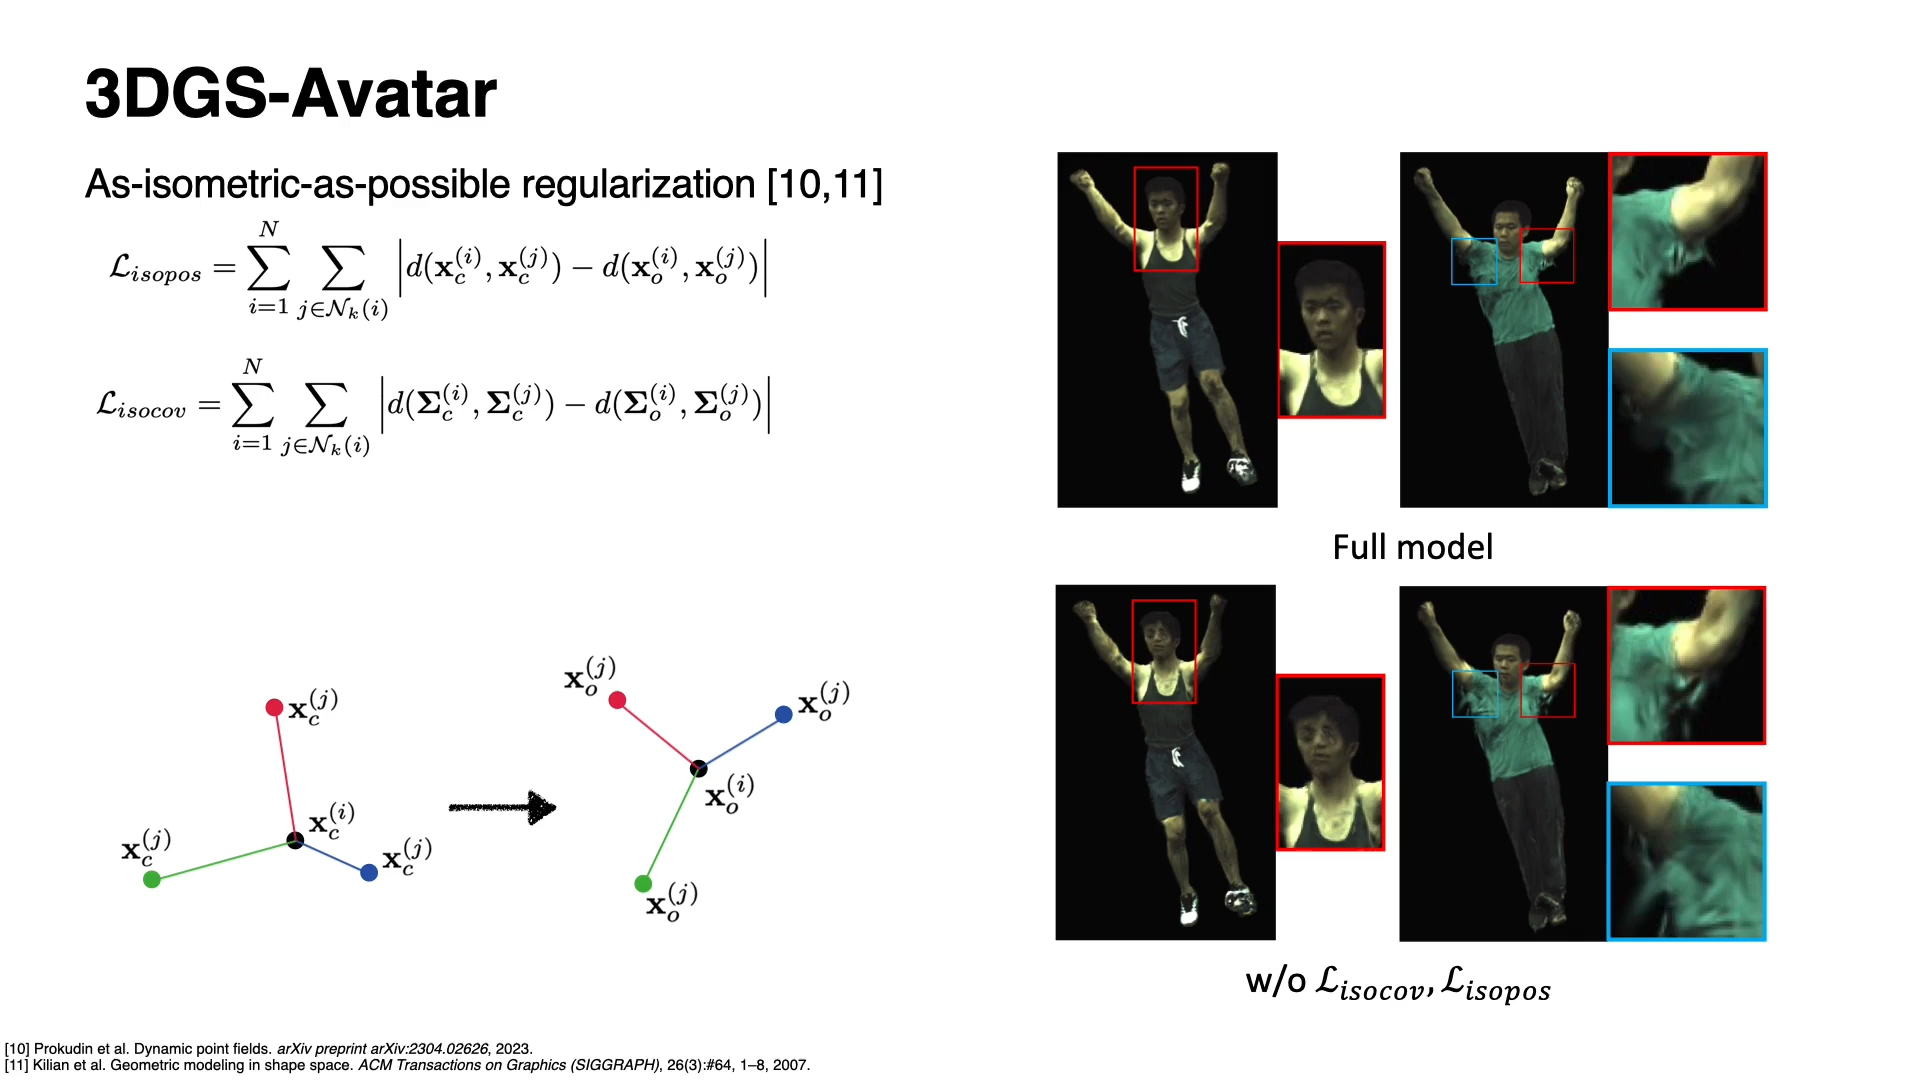 3DGS-Avatar
As-isometric-as-possible regularization [10,11]
$\mathcal{L}_{isopos} = \sum_{i=1}^{N} \sum_{j \in \mathcal{N}_k(i)} \left| d(\mathbf{x}_c^{(i)}, \mathbf{x}_c^{(j)}) - d(\mathbf{x}_o^{(i)}, \mathbf{x}_o^{(j)}) \right|$
$\mathcal{L}_{isocov} = \sum_{i=1}^{N} \sum_{j \in \mathcal{N}_k(i)} \left| d(\mathbf{\Sigma}_c^{(i)}, \mathbf{\Sigma}_c^{(j)}) - d(\mathbf{\Sigma}_o^{(i)}, \mathbf{\Sigma}_o^{(j)}) \right|$
$\mathbf{x}_c^{(j)}$
$\mathbf{x}_c^{(i)}$
$\mathbf{x}_c^{(j)}$
$\mathbf{x}_c^{(j)}$
$\mathbf{x}_o^{(j)}$
$\mathbf{x}_o^{(j)}$
$\mathbf{x}_o^{(i)}$
$\mathbf{x}_o^{(j)}$
Full model
w/o $\mathcal{L}_{isocov}, \mathcal{L}_{isopos}$
[10] Prokudin et al. Dynamic point fields. arXiv preprint arXiv:2304.02626, 2023.
[11] Kilian et al. Geometric modeling in shape space. ACM Transactions on Graphics (SIGGRAPH), 26(3):#64, 1–8, 2007.